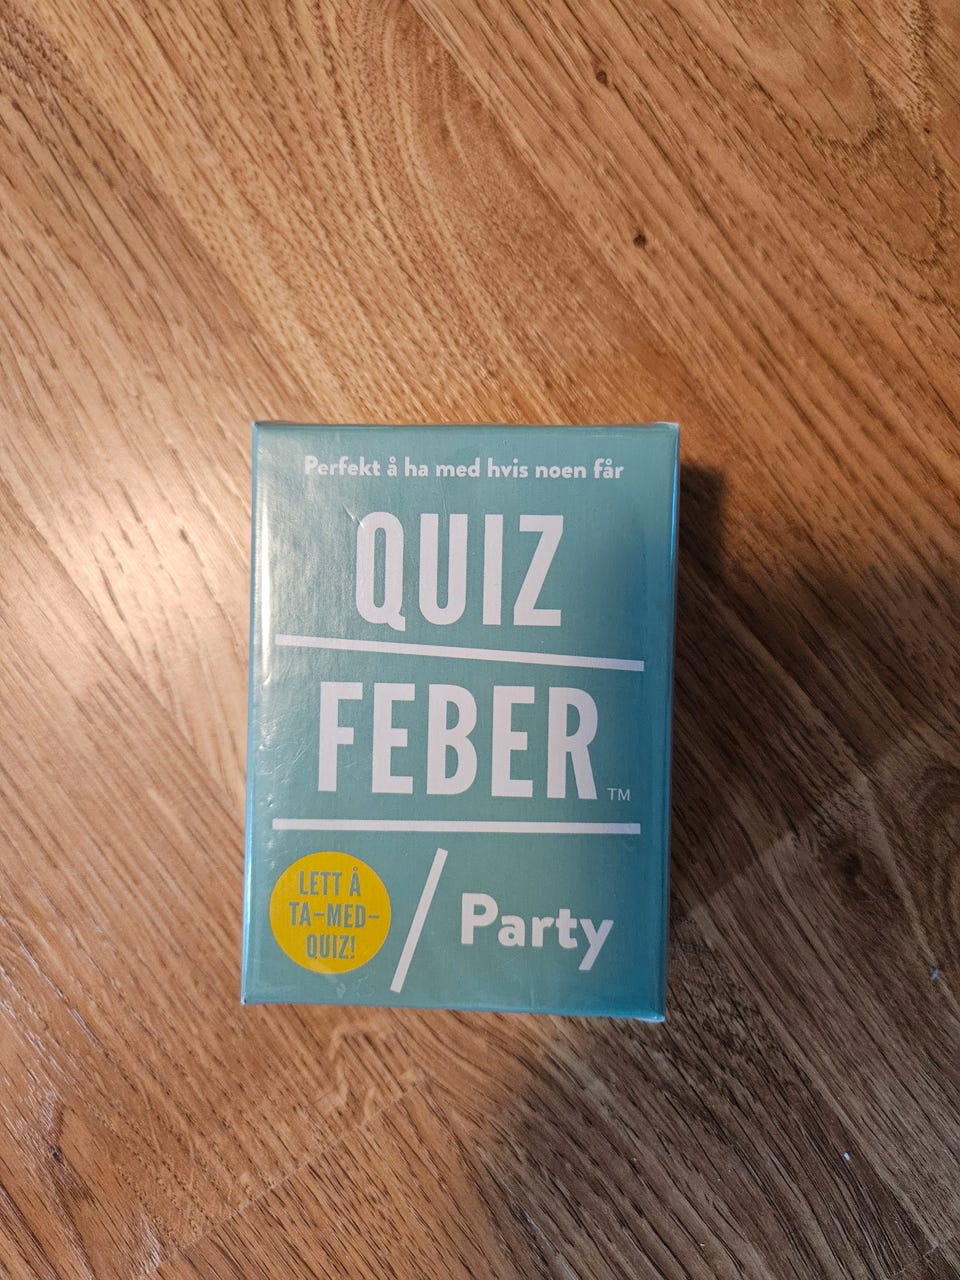 Perfekt å ha med hvis noen får
QUIZ
FEBER™
LETT Å
TA-MED-
QUIZ!
/Party